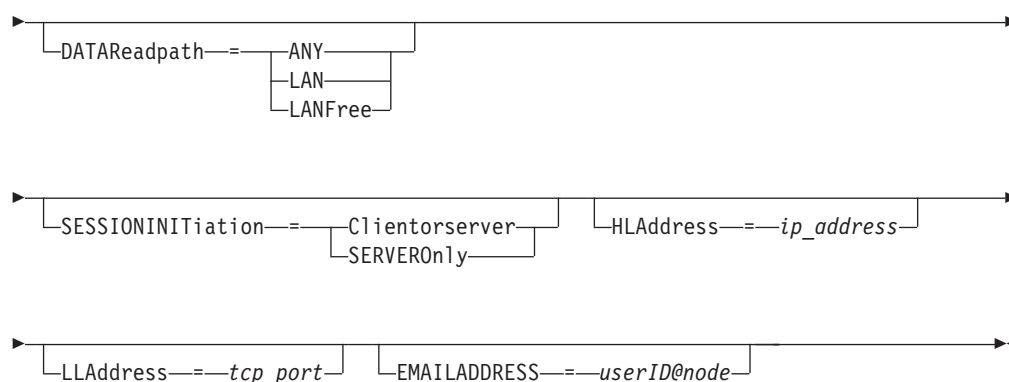 DATAReadpath = ANY
LAN
LANFree
SESSIONINITiation = Clientorserver HLAddress = ip_address
SERVEROnly
LLAddress = tcp_port EMAILADDRESS = userID@node